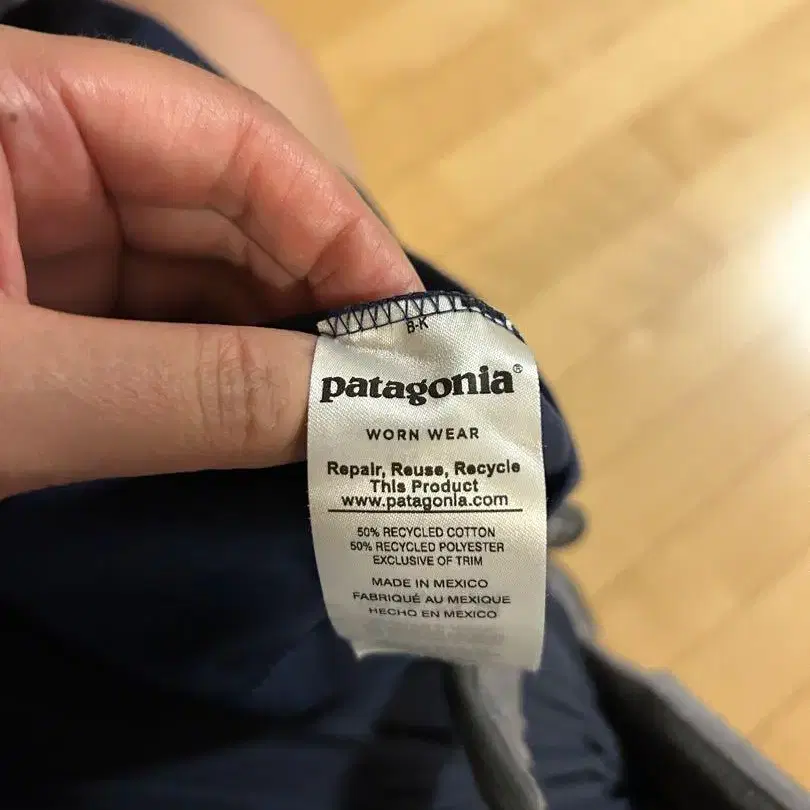 B-K
patagonia®
WORN WEAR
Repair, Reuse, Recycle
This Product
www.patagonia.com
50% RECYCLED COTTON
50% RECYCLED POLYESTER
EXCLUSIVE OF TRIM
MADE IN MEXICO
FABRIQUÉ AU MEXIQUE
HECHO EN MEXICO